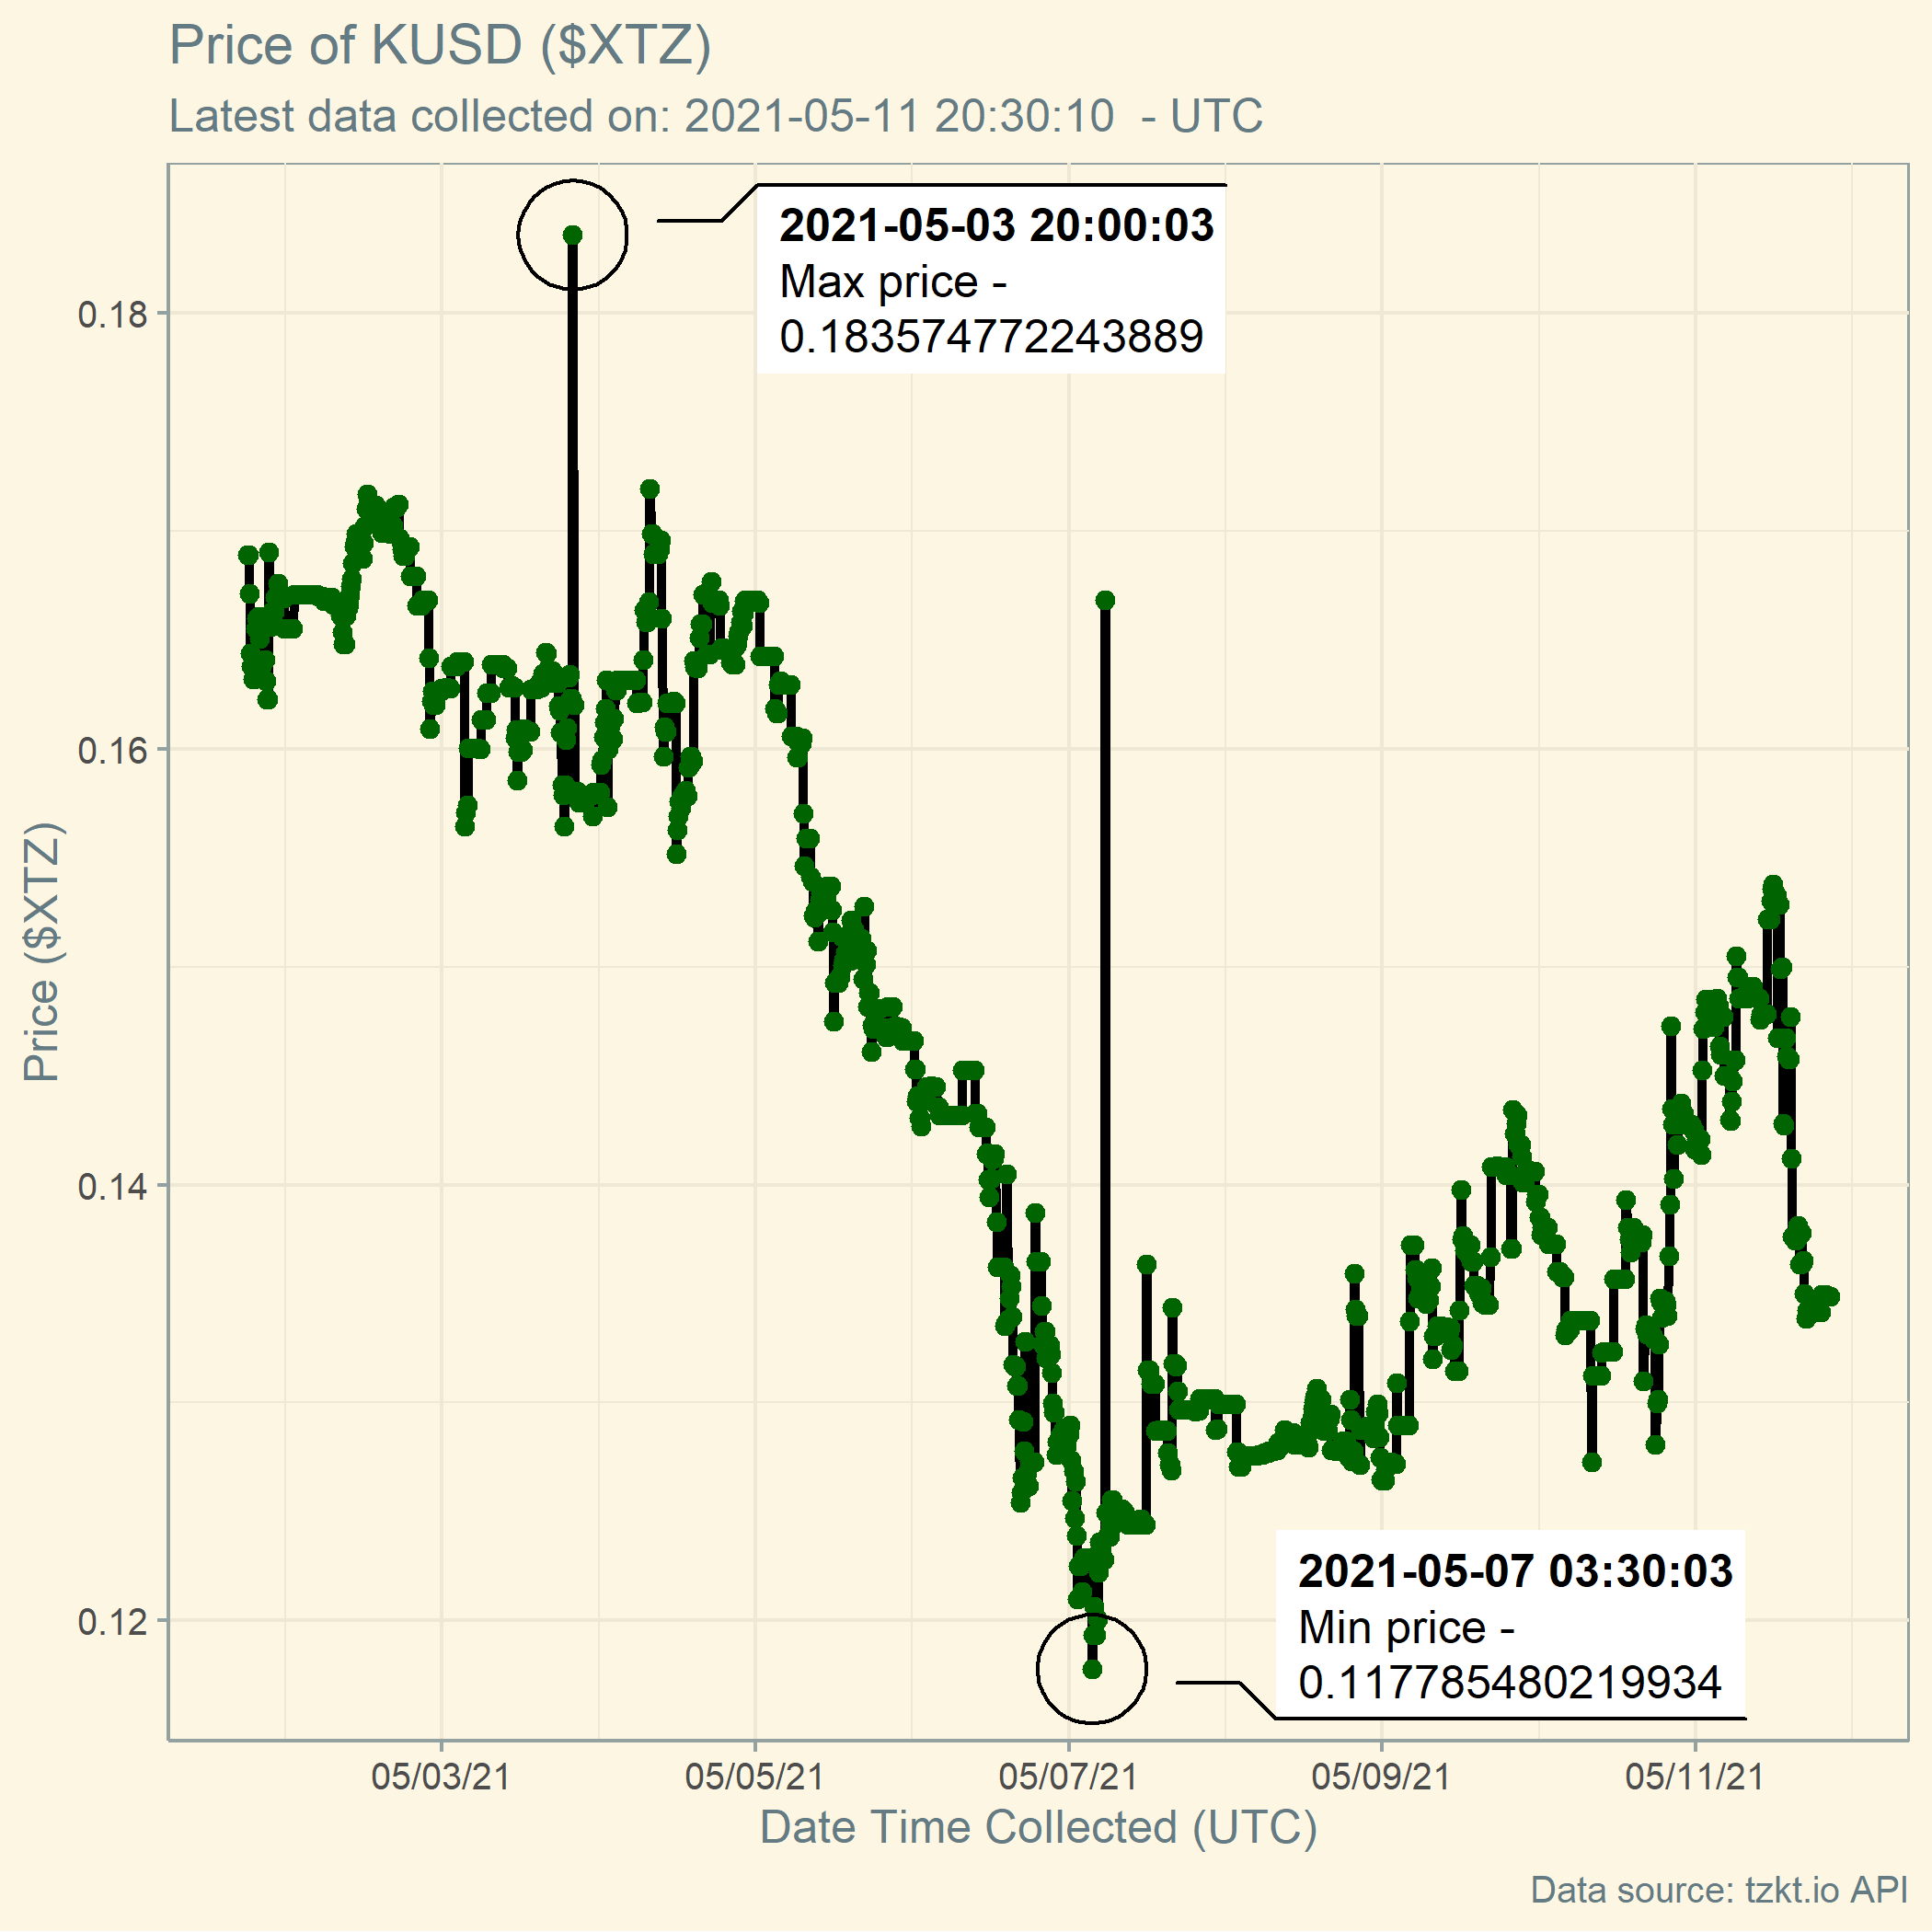 Price of KUSD ($XTZ)
Latest data collected on: 2021-05-11 20:30:10 - UTC
2021-05-03 20:00:03
Max price -
0.183574772243889
0.18
0.16
0.14
0.12
Price ($XTZ)
2021-05-07 03:30:03
Min price -
0.117785480219934
05/03/21
05/05/21
05/07/21
05/09/21
05/11/21
Date Time Collected (UTC)
Data source: tzkt.io API